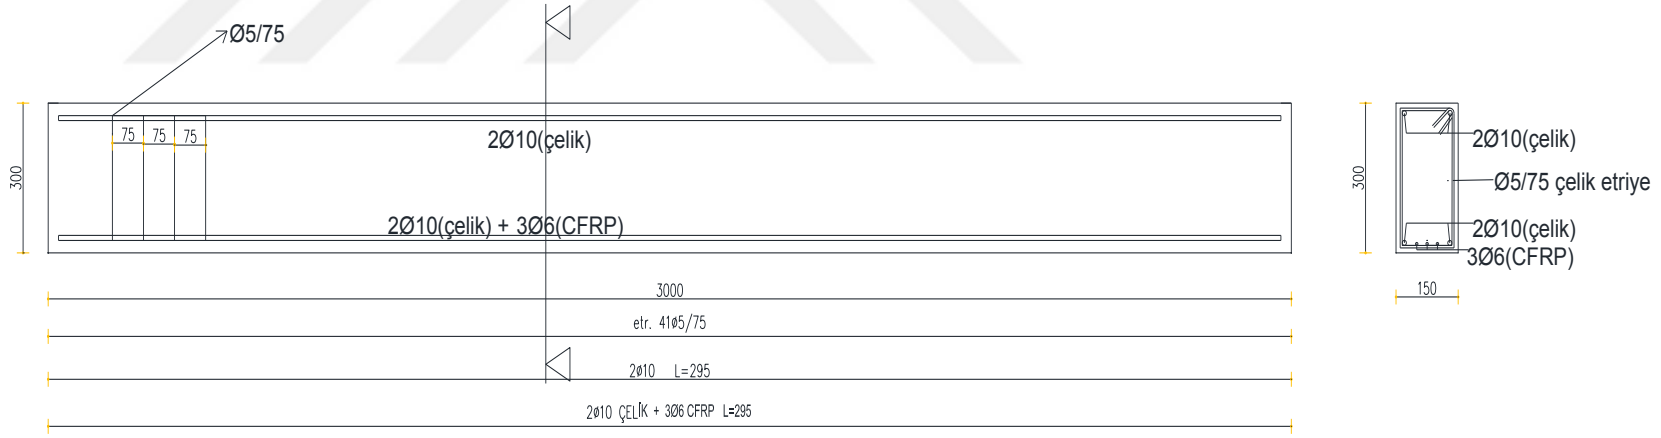 Ø5/75
75 75 75
2Ø10(çelik)
300
2Ø10(çelik) + 3Ø6(CFRP)
3000
etr. 41ø5/75
2ø10 L=295
2ø10 ÇELİK + 3Ø6 CFRP L=295
300
2Ø10(çelik)
Ø5/75 çelik etriye
2Ø10(çelik)
3Ø6(CFRP)
150